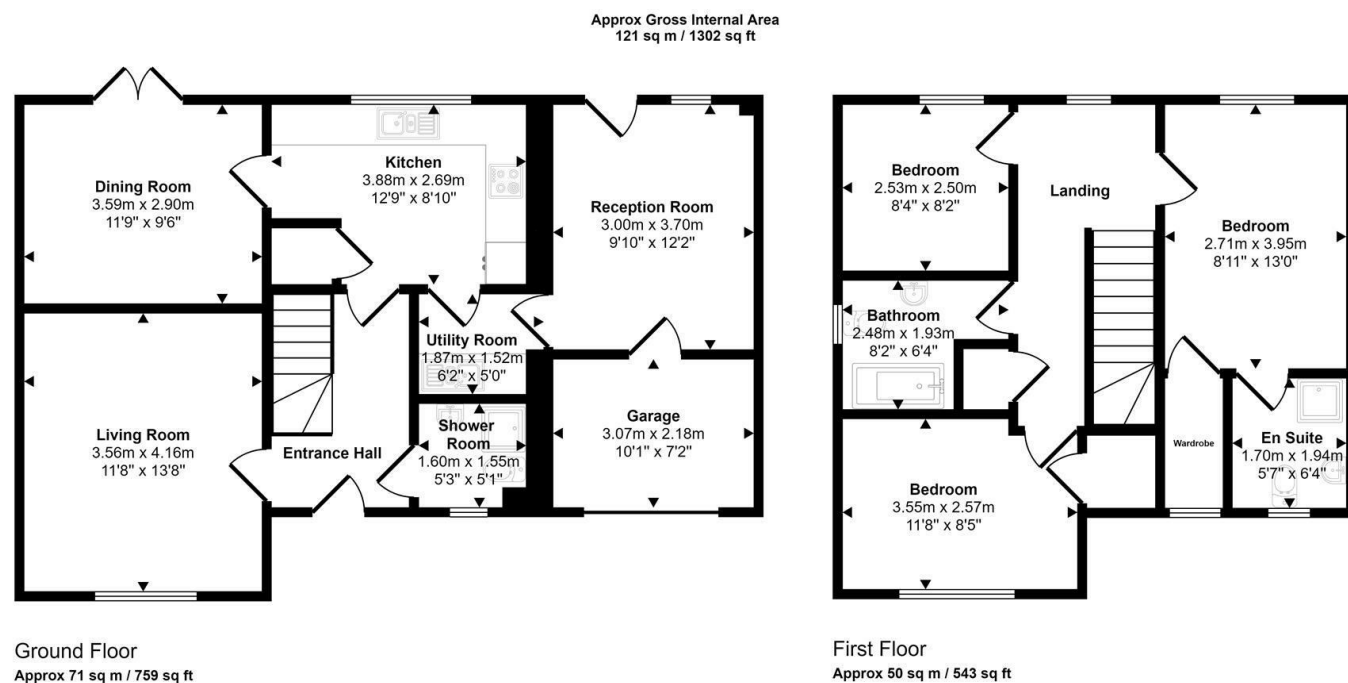 Approx Gross Internal Area
121 sq m / 1302 sq ft
Dining Room
3.59m x 2.90m
11'9" x 9'6"
Kitchen
3.88m x 2.69m
12'9" x 8'10"
Reception Room
3.00m x 3.70m
9'10" x 12'2"
Utility Room
1.87m x 1.52m
6'2" x 5'0"
Living Room
3.56m x 4.16m
11'8" x 13'8"
Entrance Hall
Shower
Room
1.60m x 1.55m
5'3" x 5'1"
Garage
3.07m x 2.18m
10'1" x 7'2"
Ground Floor
Approx 71 sq m / 759 sq ft
Bedroom
2.53m x 2.50m
8'4" x 8'2"
Landing
Bedroom
2.71m x 3.95m
8'11" x 13'0"
Bathroom
2.48m x 1.93m
8'2" x 6'4"
Wardrobe
En Suite
1.70m x 1.94m
5'7" x 6'4"
Bedroom
3.55m x 2.57m
11'8" x 8'5"
First Floor
Approx 50 sq m / 543 sq ft